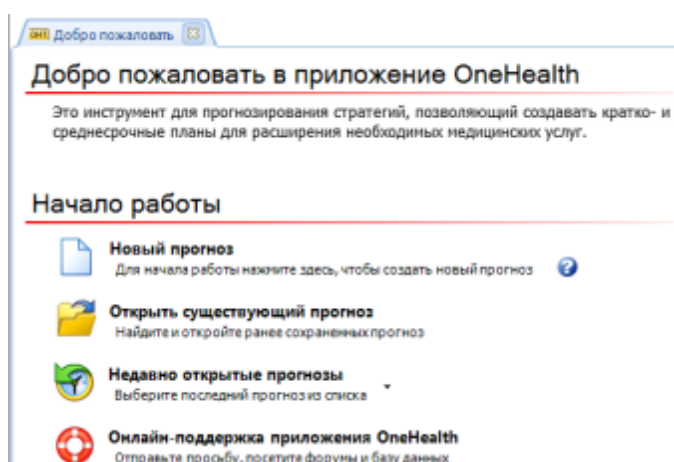 OHT Добро пожаловать
Добро пожаловать в приложение OneHealth
Это инструмент для прогнозирования стратегий, позволяющий создавать кратко- и
среднесрочные планы для расширения необходимых медицинских услуг.
Начало работы
Новый прогноз
Для начала работы нажмите здесь, чтобы создать новый прогноз
Открыть существующий прогноз
Найдите и откройте ранее сохраненных прогноз
Недавно открытые прогнозы
Выберите последний прогноз из списка
Онлайн-поддержка приложения OneHealth
Отправьте просьбу, посетите форумы и базу данных